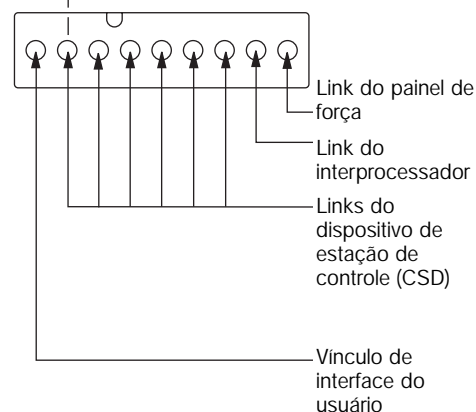 Link do painel de
força
Link do
interprocessador
Links do
dispositivo de
estação de
controle (CSD)
Vínculo de
interface do
usuário